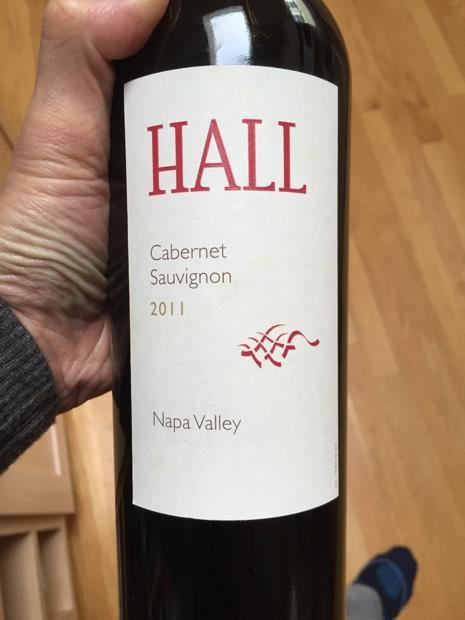 HALL
Cabernet
Sauvignon
2011
Napa Valley